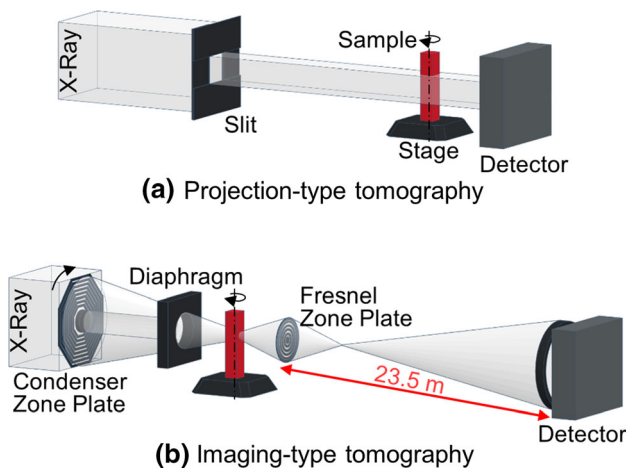 X-Ray
Slit
Sample
Stage
Detector
(a) Projection-type tomography
X-Ray
Condenser
Zone Plate
Diaphragm
Fresnel
Zone Plate
23.5 m
Detector
(b) Imaging-type tomography